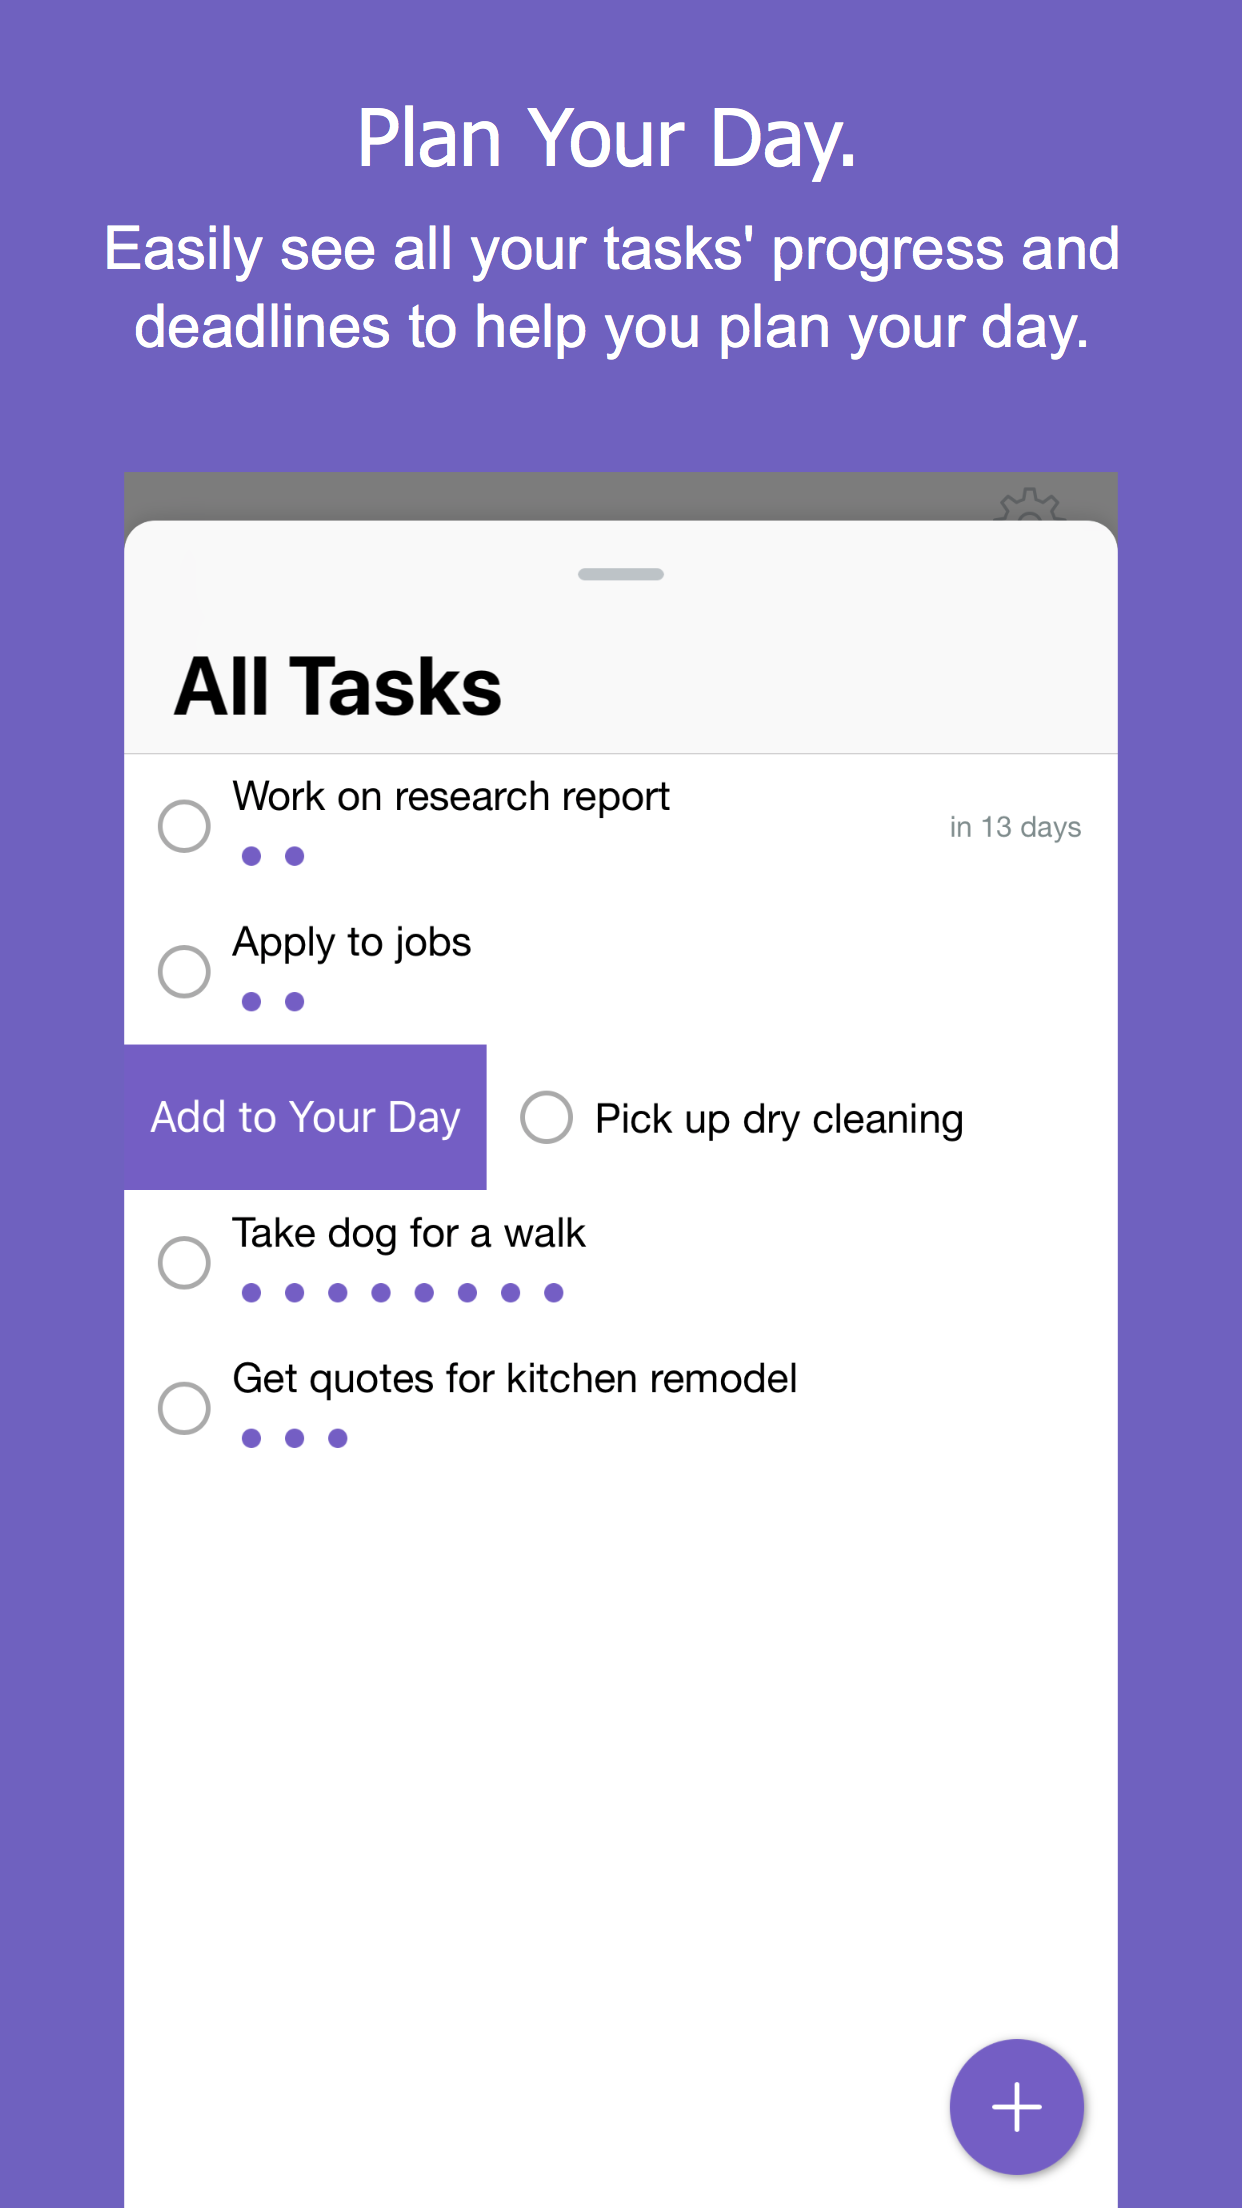 Plan Your Day.
Easily see all your tasks' progress and
deadlines to help you plan your day.
All Tasks
Work on research report
in 13 days
Apply to jobs
Add to Your Day
Pick up dry cleaning
Take dog for a walk
Get quotes for kitchen remodel